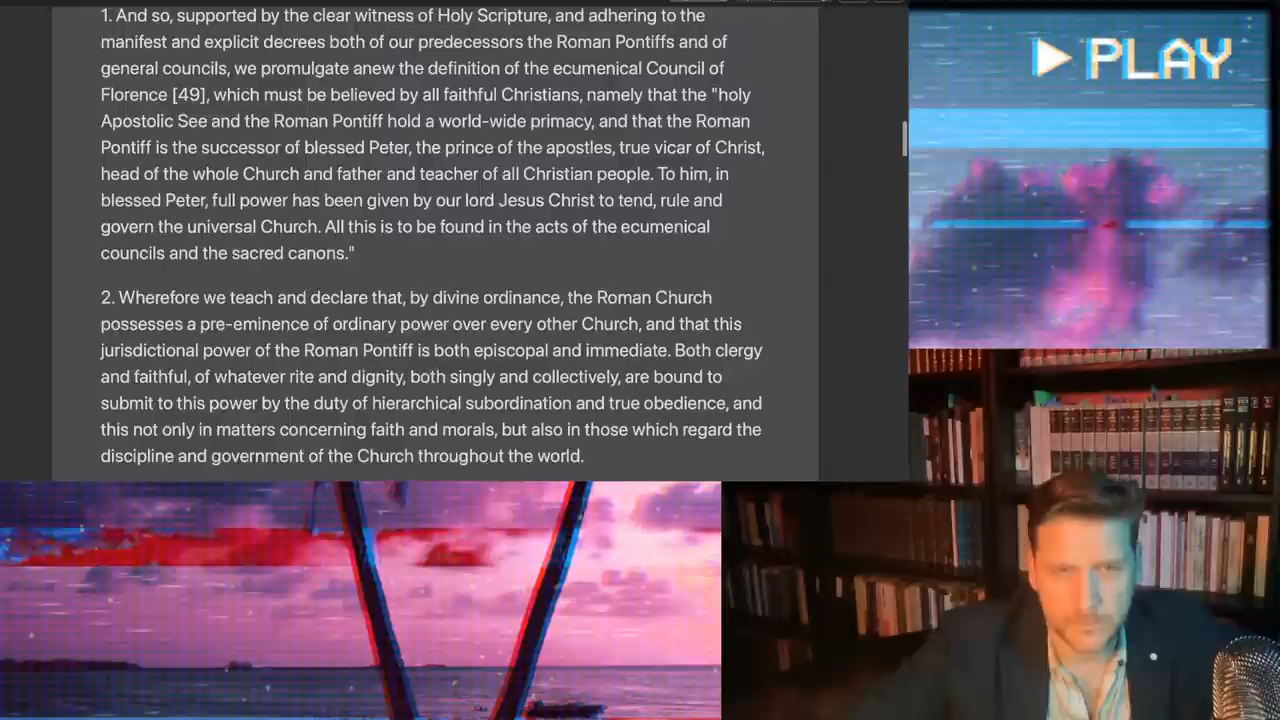 1. And so, supported by the clear witness of Holy Scripture, and adhering to the
manifest and explicit decrees both of our predecessors the Roman Pontiffs and of
general councils, we promulgate anew the definition of the ecumenical Council of
Florence [49], which must be believed by all faithful Christians, namely that the "holy
Apostolic See and the Roman Pontiff hold a world-wide primacy, and that the Roman
Pontiff is the successor of blessed Peter, the prince of the apostles, true vicar of Christ,
head of the whole Church and father and teacher of all Christian people. To him, in
blessed Peter, full power has been given by our lord Jesus Christ to tend, rule and
govern the universal Church. All this is to be found in the acts of the ecumenical
councils and the sacred canons."
2. Wherefore we teach and declare that, by divine ordinance, the Roman Church
possesses a pre-eminence of ordinary power over every other Church, and that this
jurisdictional power of the Roman Pontiff is both episcopal and immediate. Both clergy
and faithful, of whatever rite and dignity, both singly and collectively, are bound to
submit to this power by the duty of hierarchical subordination and true obedience, and
this not only in matters concerning faith and morals, but also in those which regard the
discipline and government of the Church throughout the world.
PLAY